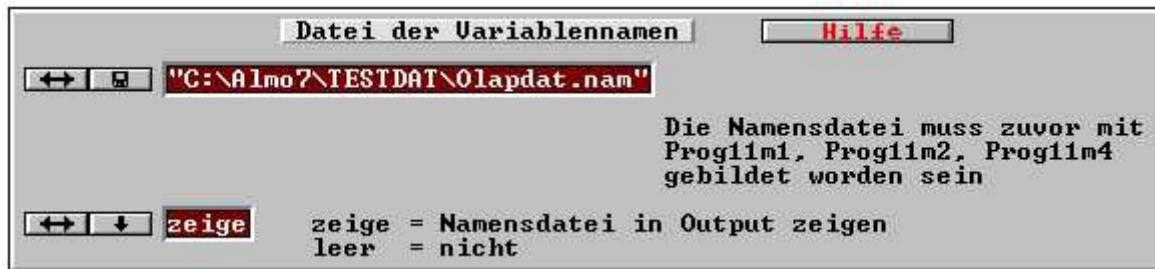 Datei der Variablennamen Hilfe
"C:\Almo7\TESTDAT\Olapdat.nam"
Die Namensdatei muss zuvor mit
Prog11m1, Prog11m2, Prog11m4
gebildet worden sein
zeige zeige = Namensdatei in Output zeigen
leer = nicht